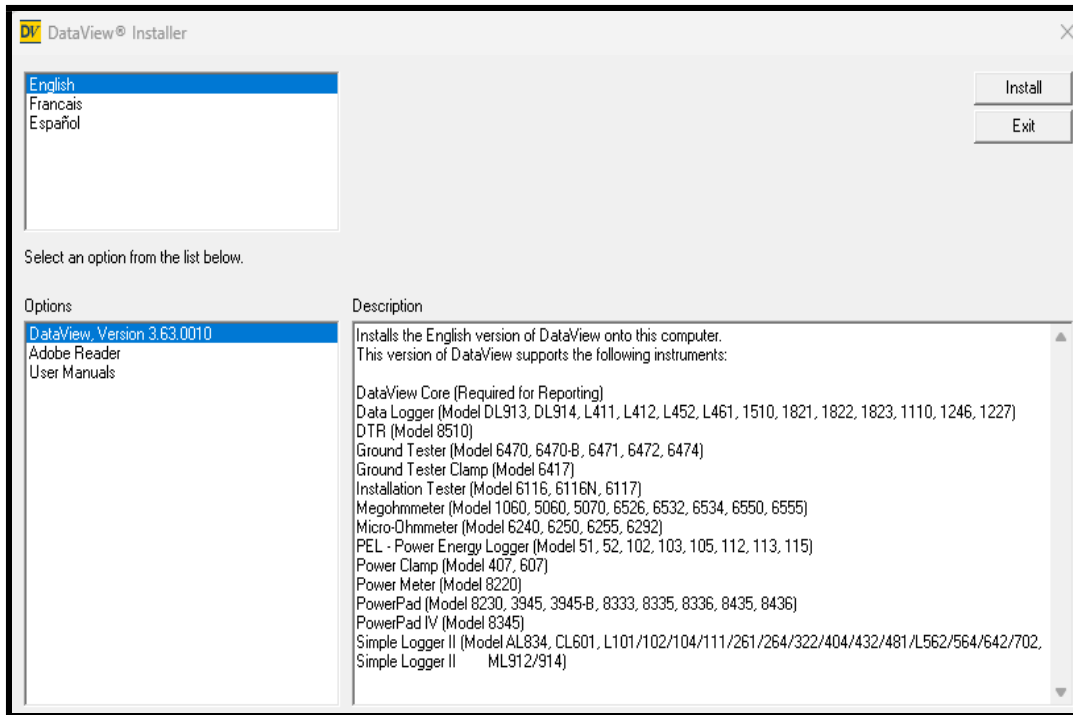 DV DataView® Installer
English
Francais
Español
Install
Exit
Select an option from the list below.
Options
DataView, Version 3.63.0010
Adobe Reader
User Manuals
Description
Installs the English version of DataView onto this computer.
This version of DataView supports the following instruments:
DataView Core (Required for Reporting)
Data Logger (Model DL913, DL914, L411, L412, L452, L461, 1510, 1821, 1822, 1823, 1110, 1246, 1227)
DTR (Model 8510)
Ground Tester (Model 6470, 6470-B, 6471, 6472, 6474)
Ground Tester Clamp (Model 6417)
Installation Tester (Model 6116, 6116N, 6117)
Megohmmeter (Model 1060, 5060, 5070, 6526, 6532, 6534, 6550, 6555)
Micro-Ohmmeter (Model 6240, 6250, 6255, 6292)
PEL - Power Energy Logger (Model 51, 52, 102, 103, 105, 112, 113, 115)
Power Clamp (Model 407, 607)
Power Meter (Model 8220)
PowerPad (Model 8230, 3945, 3945-B, 8333, 8335, 8336, 8435, 8436)
PowerPad IV (Model 8345)
Simple Logger II (Model AL834, CL601, L101/102/104/111/261/264/322/404/432/481/L562/564/642/702,
Simple Logger II ML912/914)